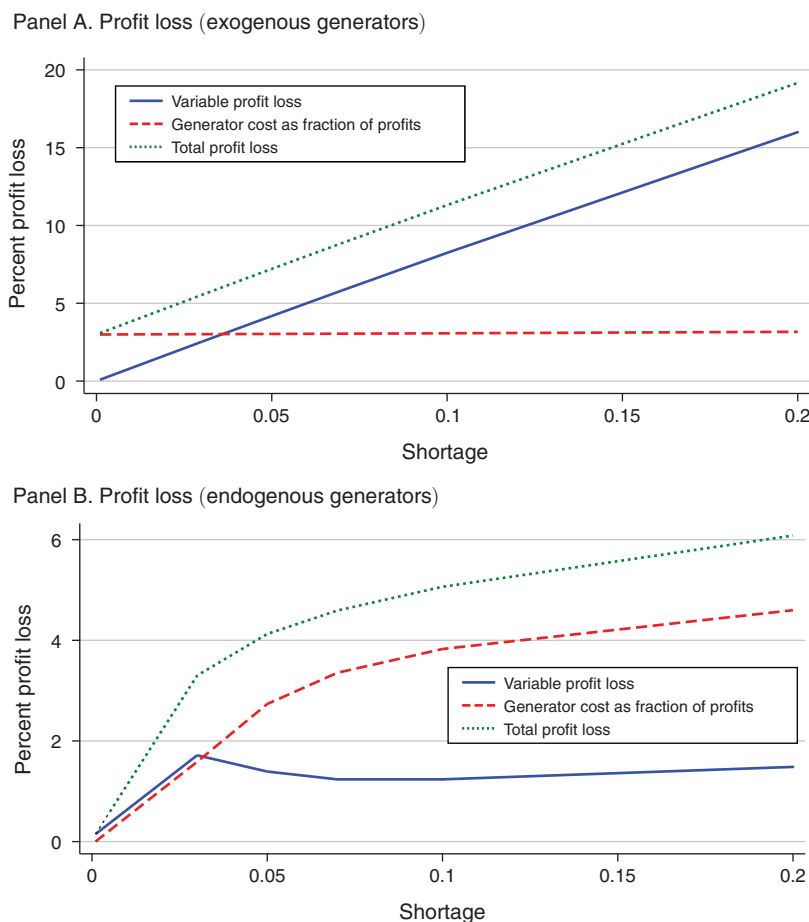 Panel A. Profit loss (exogenous generators)
20
15
10
5
0
Percent profit loss
Variable profit loss
Generator cost as fraction of profits
Total profit loss
0 0.05 0.1 0.15 0.2
Shortage
Panel B. Profit loss (endogenous generators)
6
4
2
0
Percent profit loss
Variable profit loss
Generator cost as fraction of profits
Total profit loss
0 0.05 0.1 0.15 0.2
Shortage